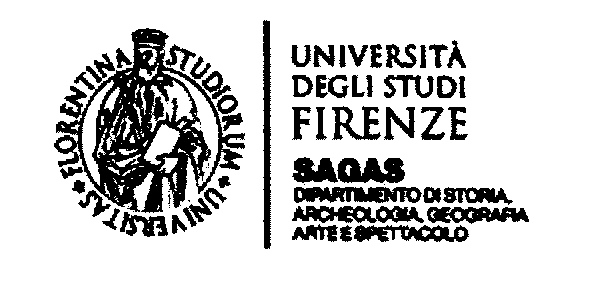 FLORENTINA STUDIORUM UNIVERSITAS
UNIVERSITÀ
DEGLI STUDI
FIRENZE
SAGAS
DIPARTIMENTO DI STORIA,
ARCHEOLOGIA, GEOGRAFIA
ARTE E SPETTACOLO